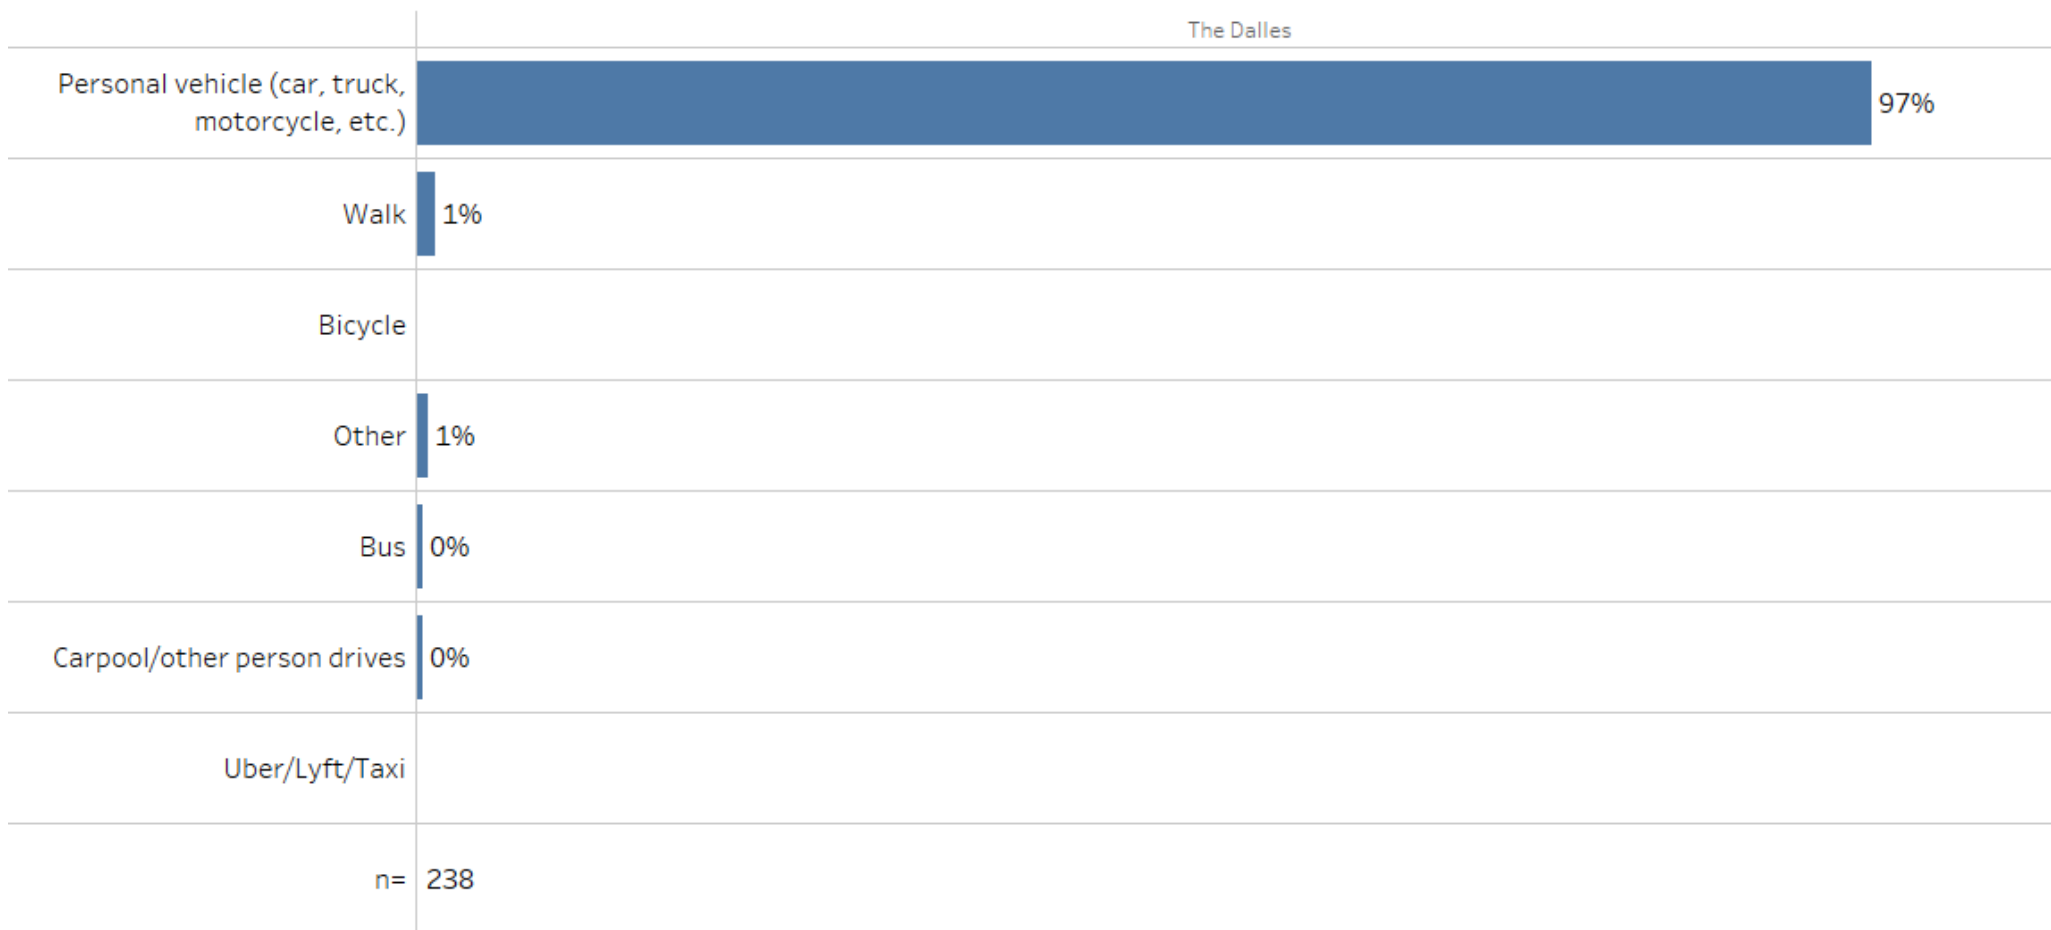 The Dalles
Personal vehicle (car, truck,
motorcycle, etc.)
97%
Walk
1%
Bicycle
Other
1%
Bus
0%
Carpool/other person drives
0%
Uber/Lyft/Taxi
n=
238